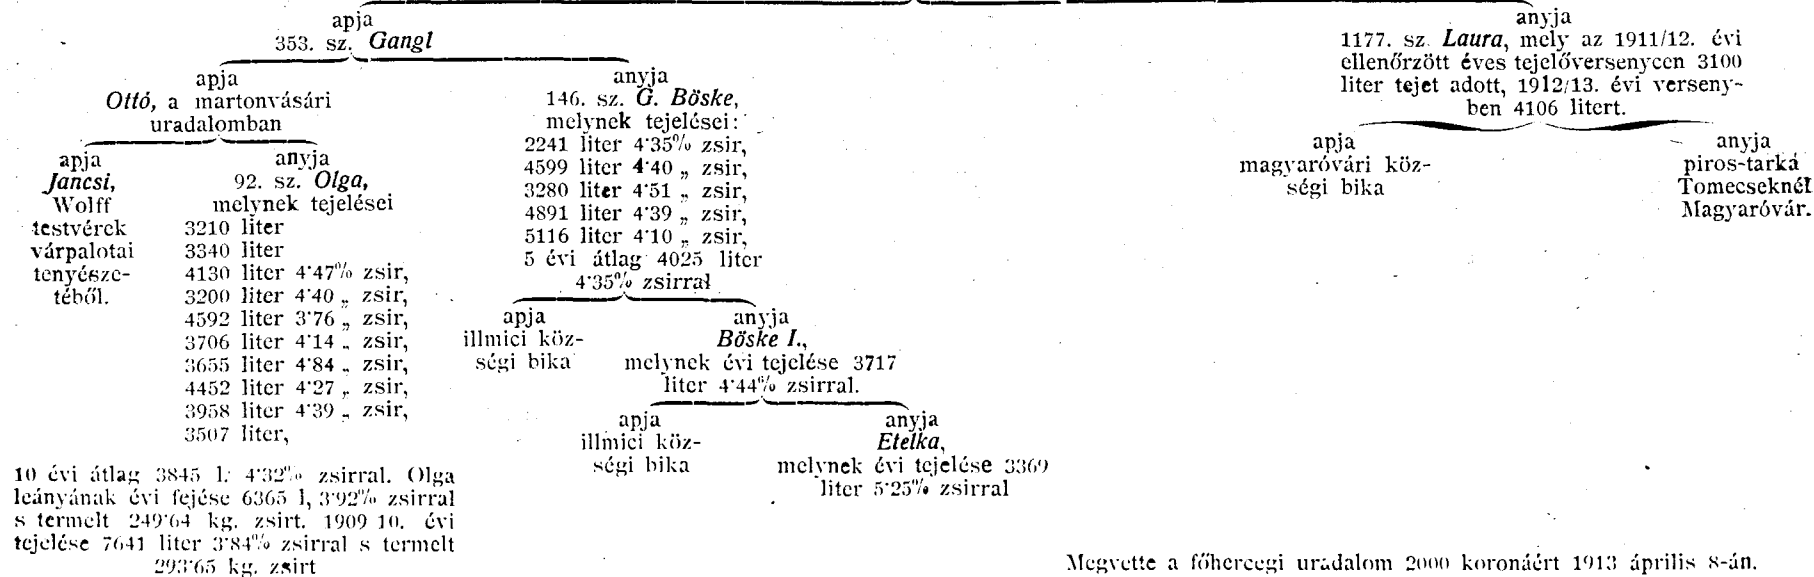 apja
353. sz. Gangl
apja
Ottó, a martonvásári
uradalomban
apja
Jancsi,
Wolff
testvérek
várpalotai
tenyésze-
téből.
anyja
92. sz. Olga,
melynek tejelései
3210 liter
3340 liter
4130 liter 4·47% zsir,
3200 liter 4·40 „ zsir,
4592 liter 3·76 „ zsir,
3706 liter 4·14 „ zsir,
3655 liter 4·84 „ zsir,
4452 liter 4·27 „ zsir,
3958 liter 4·39 „ zsir,
3507 liter,
10 évi átlag 3845 l. 4·32% zsirral. Olga
leányának évi fejése 6365 l, 3·92% zsirral
s termelt 249·64 kg. zsirt. 1909 10. évi
tejelése 7641 liter 3·84% zsirral s termelt
293·65 kg. zsirt
anyja
146. sz. G. Böske,
melynek tejelései:
2241 liter 4·35% zsir,
4599 liter 4·40 „ zsir,
3280 liter 4·51 „ zsir,
4891 liter 4·39 „ zsir,
5116 liter 4·10 „ zsir,
5 évi átlag 4025 liter
4·35% zsirral
apja
illmici köz-
ségi bika
anyja
Böske I.,
melynek évi tejelése 3717
liter 4·44% zsirral.
apja
illmici köz-
ségi bika
anyja
Etelka,
melynek évi tejelése 3369
liter 5·25% zsirral
anyja
1177. sz. Laura, mely az 1911/12. évi
ellenőrzött éves tejelőversenyen 3100
liter tejet adott, 1912/13. évi verseny-
ben 4106 litert.
apja
magyaróvári köz-
ségi bika
anyja
piros-tarka
Tomecseknél
Magyaróvár.
Megvette a főhercegi uradalom 2000 koronáért 1913 április 8-án.